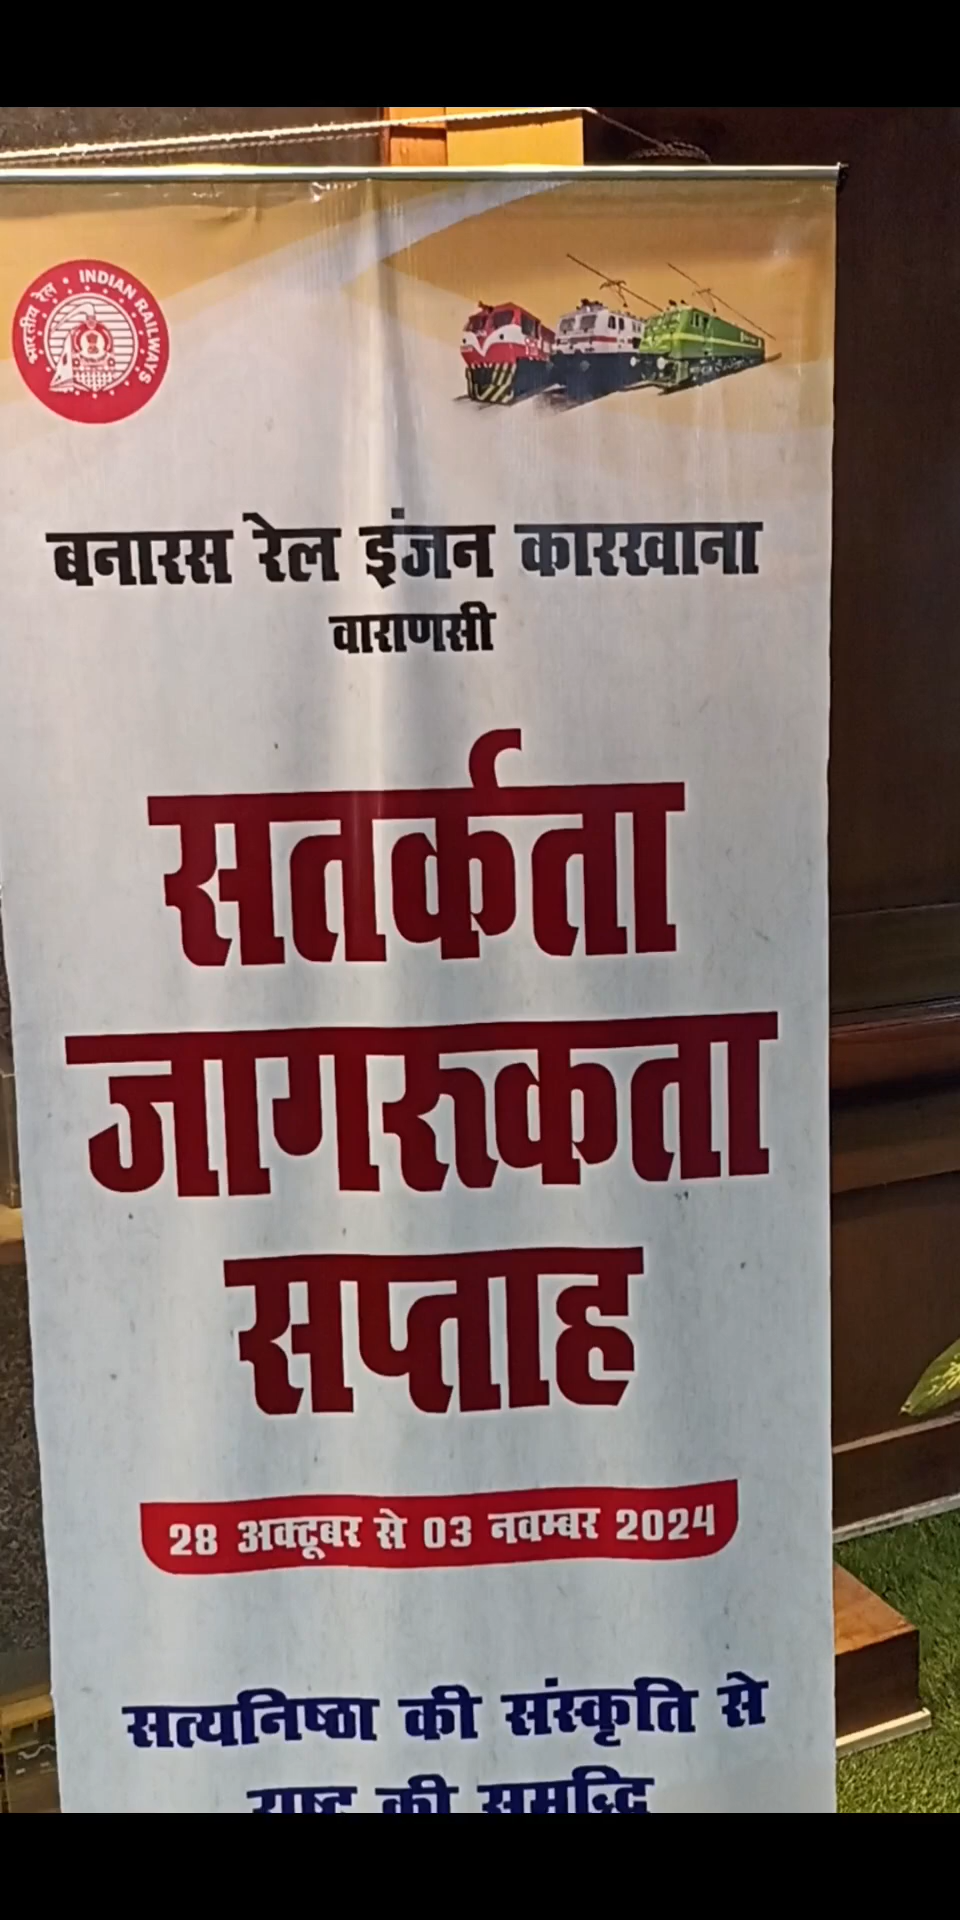 भारतीय रेल • INDIAN RAILWAYS
बनारस रेल इंजन कारखाना
वाराणसी
सतर्कता
जागरुकता
सप्ताह
28 अक्टूबर से 03 नवम्बर 2024
सत्यनिष्ठा की संस्कृति से
राष्ट्र की समृद्धि